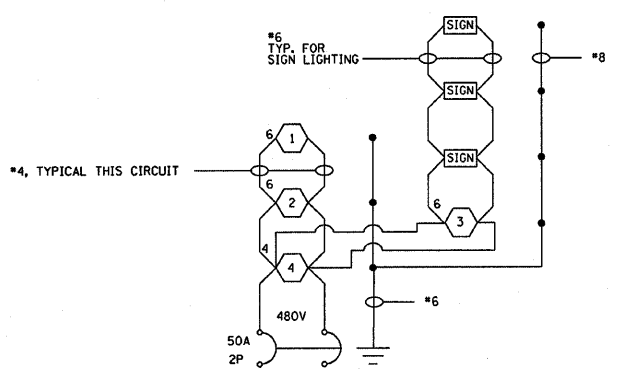 SIGN
*6
TYP. FOR
SIGN LIGHTING
*8
SIGN
6
1
SIGN
*4, TYPICAL THIS CIRCUIT
6
2
6
3
4
4
*6
480V
50A
2P